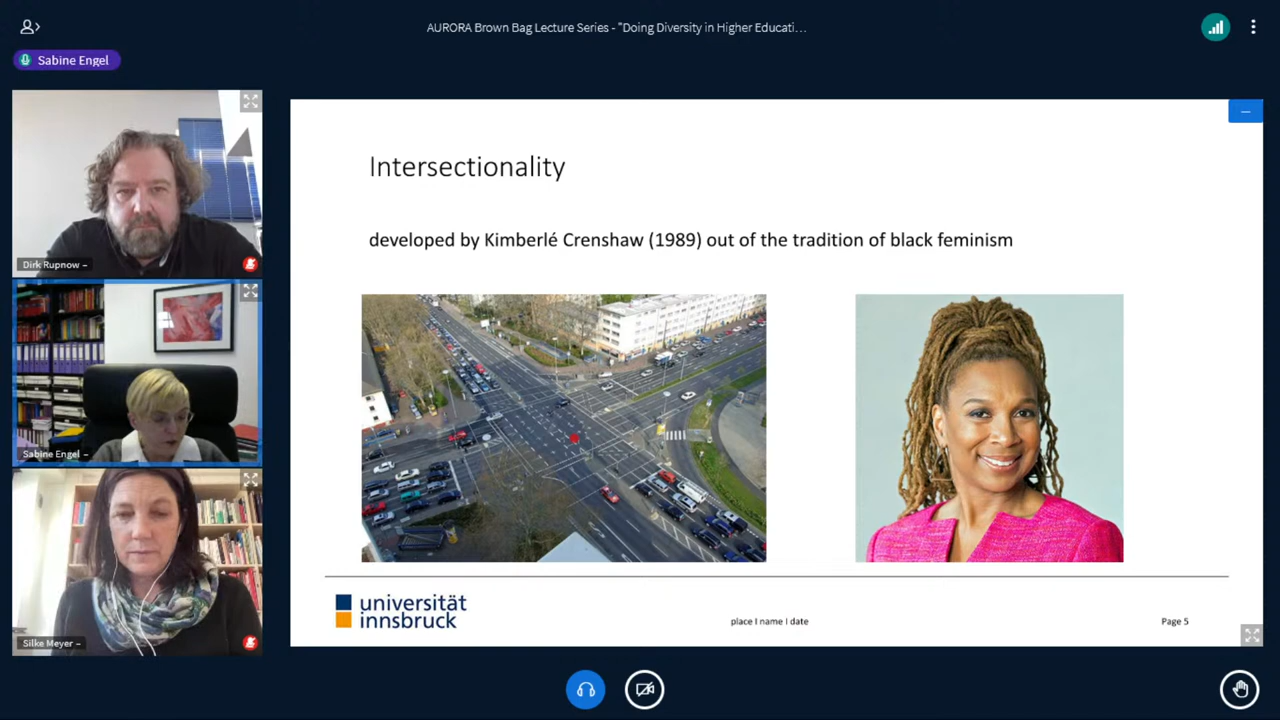 AURORA Brown Bag Lecture Series - "Doing Diversity in Higher Educati...
Sabine Engel
Dirk Rupnow –
Sabine Engel –
Silke Meyer –
Intersectionality
developed by Kimberlé Crenshaw (1989) out of the tradition of black feminism
universität
innsbruck
place I name I date
Page 5